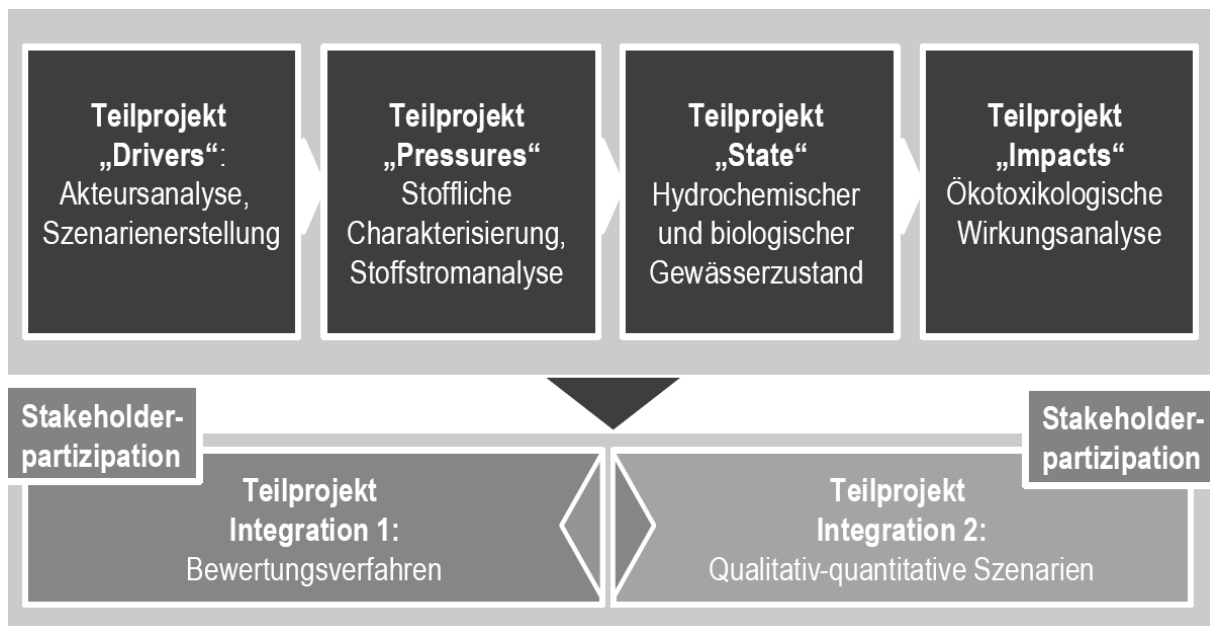 Teilprojekt
„Drivers“:
Akteursanalyse,
Szenarienerstellung
Teilprojekt
„Pressures“
Stoffliche
Charakterisierung,
Stoffstromanalyse
Teilprojekt
„State“
Hydrochemischer
und biologischer
Gewässerzustand
Teilprojekt
„Impacts“
Ökotoxikologische
Wirkungsanalyse
Stakeholder-
partizipation
Stakeholder-
partizipation
Teilprojekt
Integration 1:
Bewertungsverfahren
Teilprojekt
Integration 2:
Qualitativ-quantitative Szenarien